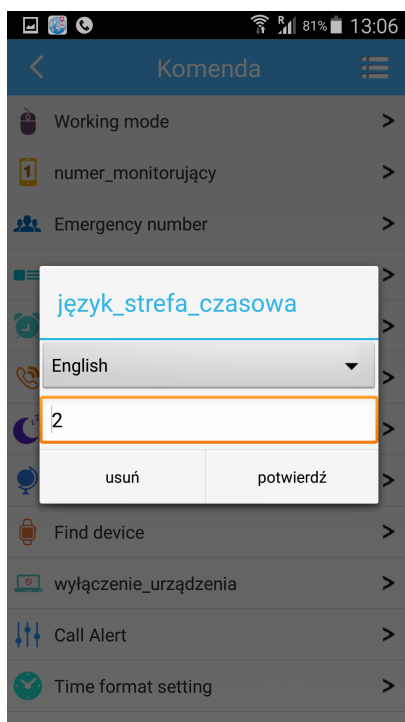 R 81% 13:06
Komenda
Working mode
1 numer_monitorujący
Emergency number
język_strefa_czasowa
English
2
usuń potwierdź
Find device
wyłączenie_urządzenia
Call Alert
Time format setting